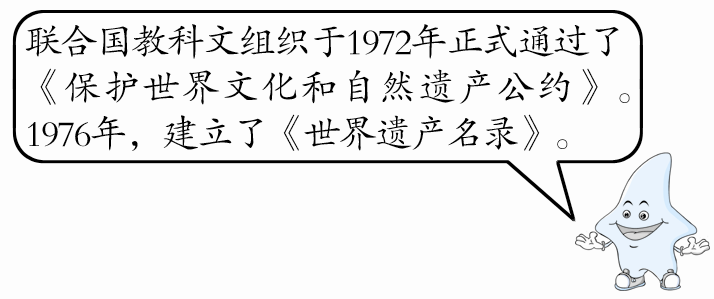 联合国教科文组织于1972年正式通过了
《保护世界文化和自然遗产公约》。
1976年，建立了《世界遗产名录》。